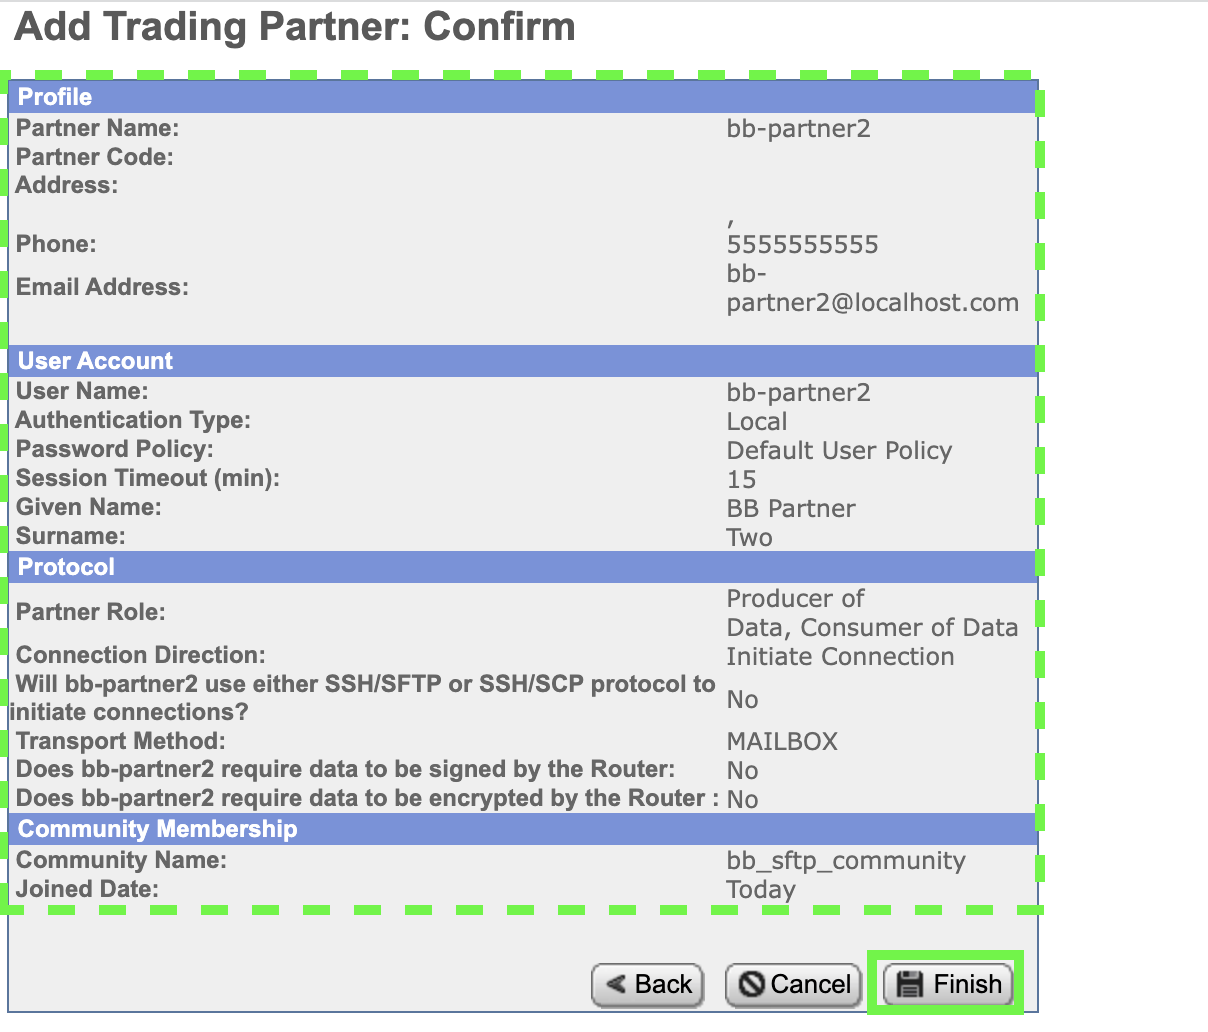 Add Trading Partner: Confirm
Profile
Partner Name: bb-partner2
Partner Code:
Address:
,
Phone: 5555555555
Email Address: bb-
partner2@localhost.com
User Account
User Name: bb-partner2
Authentication Type: Local
Password Policy: Default User Policy
Session Timeout (min): 15
Given Name: BB Partner
Surname: Two
Protocol
Partner Role: Producer of
Data, Consumer of Data
Connection Direction: Initiate Connection
Will bb-partner2 use either SSH/SFTP or SSH/SCP protocol to
initiate connections? No
Transport Method: MAILBOX
Does bb-partner2 require data to be signed by the Router: No
Does bb-partner2 require data to be encrypted by the Router : No
Community Membership
Community Name: bb_sftp_community
Joined Date: Today
Back Cancel Finish